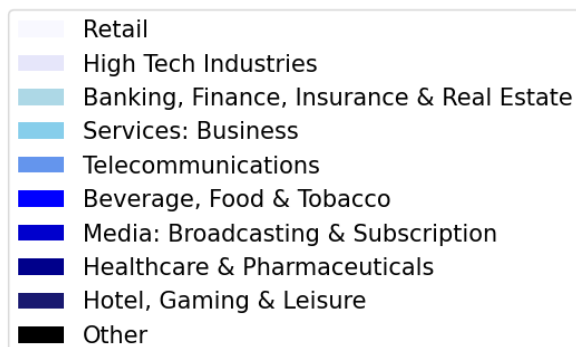 Retail
High Tech Industries
Banking, Finance, Insurance & Real Estate
Services: Business
Telecommunications
Beverage, Food & Tobacco
Media: Broadcasting & Subscription
Healthcare & Pharmaceuticals
Hotel, Gaming & Leisure
Other